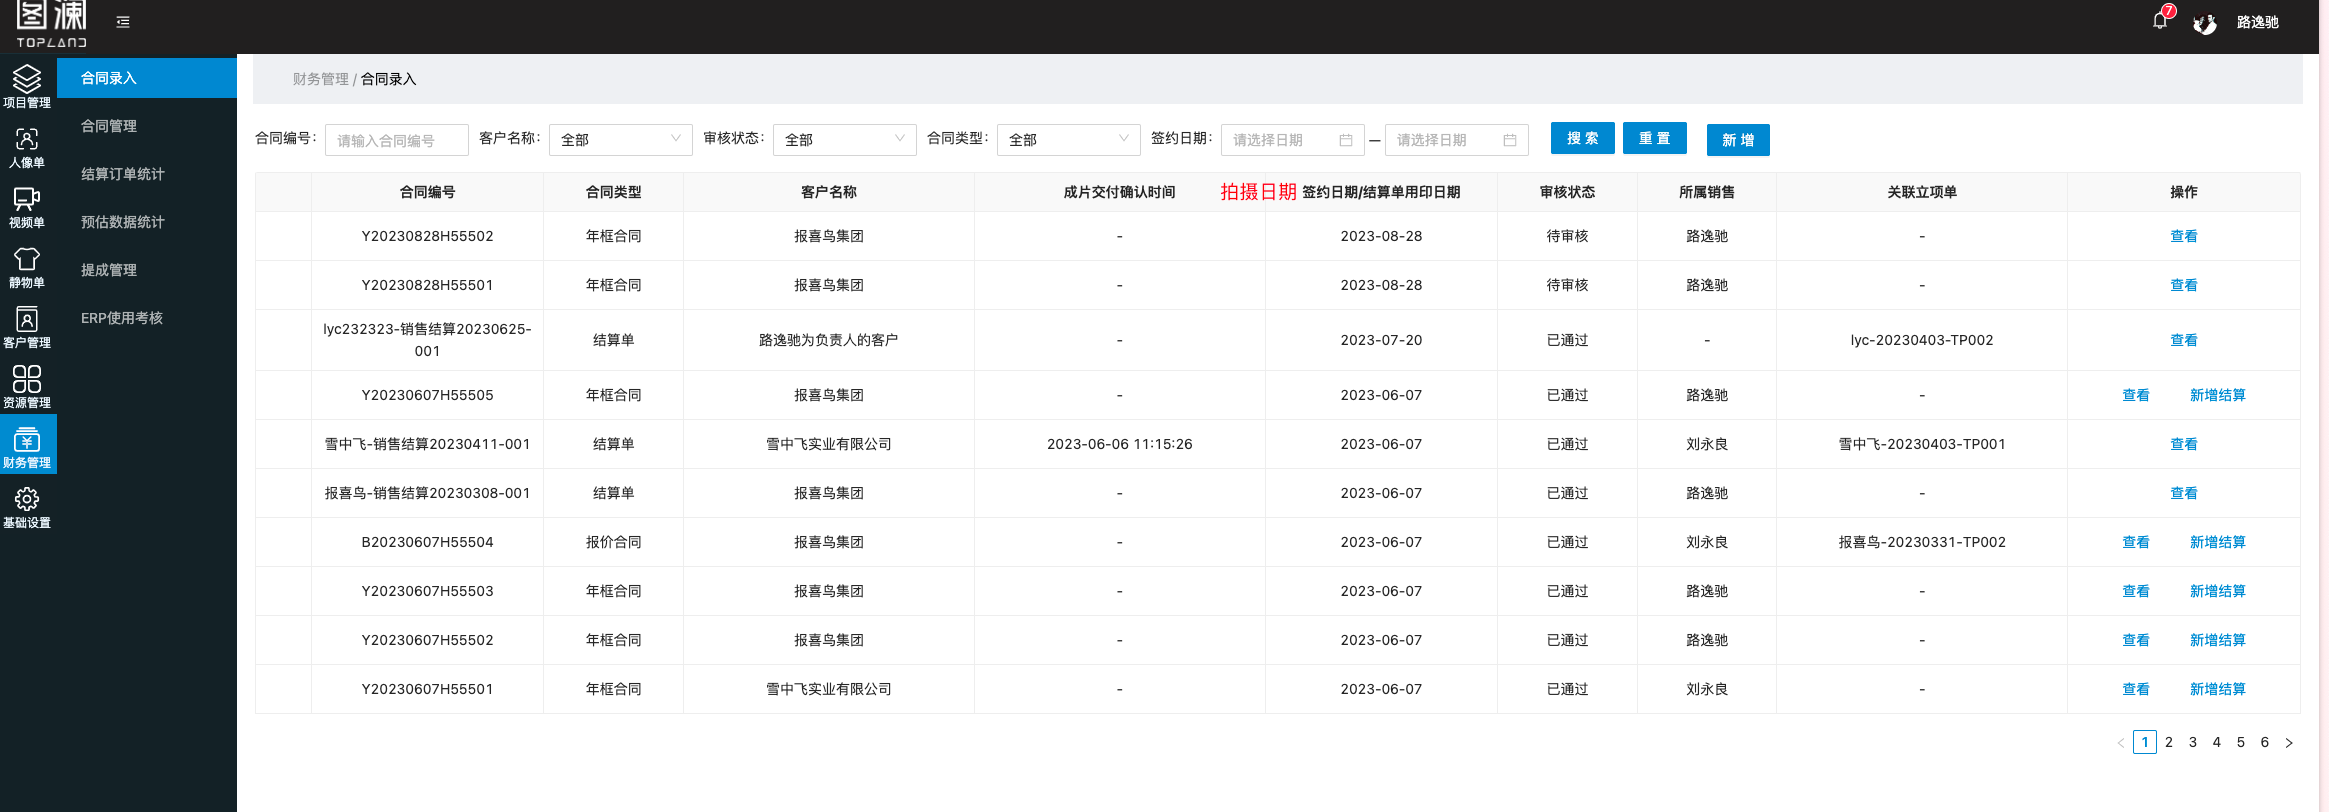 图澜
TOPLAND
7
路逸驰
项目管理
人像单
视频单
静物单
客户管理
资源管理
财务管理
基础设置
合同录入
合同管理
结算订单统计
预估数据统计
提成管理
ERP使用考核
财务管理 / 合同录入
合同编号: 请输入合同编号 客户名称: 全部 审核状态: 全部 合同类型: 全部 签约日期: 请选择日期 — 请选择日期 搜 索 重 置 新 增
合同编号 合同类型 客户名称 成片交付确认时间 拍摄日期 签约日期/结算单用印日期 审核状态 所属销售 关联立项单 操作
Y20230828H55502 年框合同 报喜鸟集团 - 2023-08-28 待审核 路逸驰 - 查看
Y20230828H55501 年框合同 报喜鸟集团 - 2023-08-28 待审核 路逸驰 - 查看
lyc232323-销售结算20230625-
001 结算单 路逸驰为负责人的客户 - 2023-07-20 已通过 - lyc-20230403-TP002 查看
Y20230607H55505 年框合同 报喜鸟集团 - 2023-06-07 已通过 路逸驰 - 查看 新增结算
雪中飞-销售结算20230411-001 结算单 雪中飞实业有限公司 2023-06-06 11:15:26 2023-06-07 已通过 刘永良 雪中飞-20230403-TP001 查看
报喜鸟-销售结算20230308-001 结算单 报喜鸟集团 - 2023-06-07 已通过 路逸驰 - 查看
B20230607H55504 报价合同 报喜鸟集团 - 2023-06-07 已通过 刘永良 报喜鸟-20230331-TP002 查看 新增结算
Y20230607H55503 年框合同 报喜鸟集团 - 2023-06-07 已通过 路逸驰 - 查看 新增结算
Y20230607H55502 年框合同 报喜鸟集团 - 2023-06-07 已通过 路逸驰 - 查看 新增结算
Y20230607H55501 年框合同 雪中飞实业有限公司 - 2023-06-07 已通过 刘永良 - 查看 新增结算
< 1 2 3 4 5 6 >